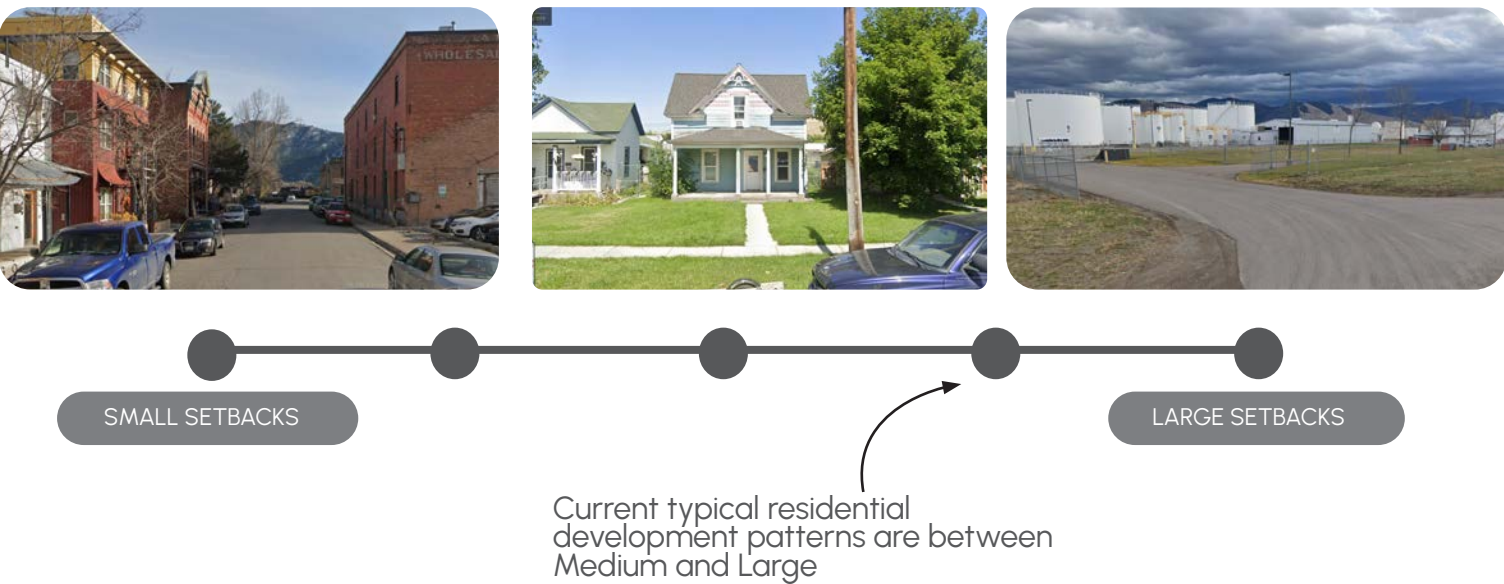 WHOLESA
SMALL SETBACKS
LARGE SETBACKS
Current typical residential
development patterns are between
Medium and Large